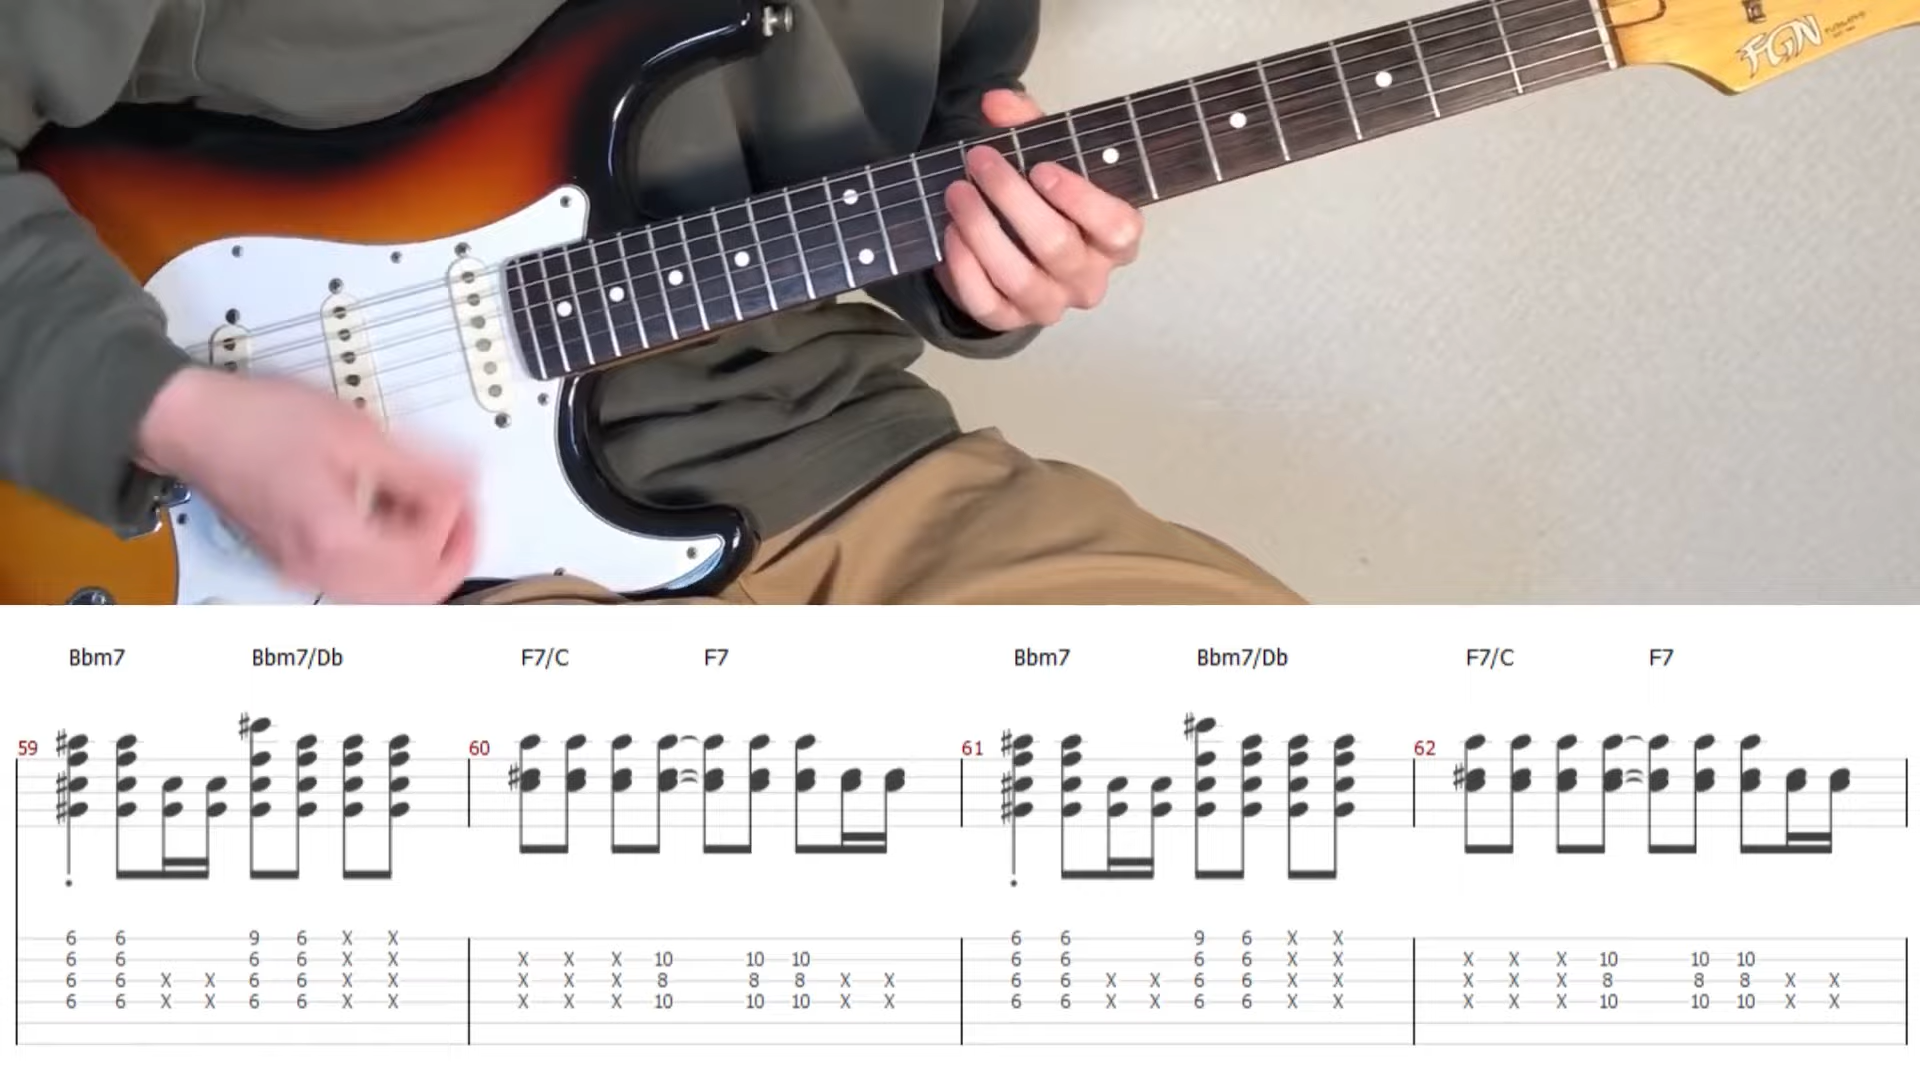 FGN
Bbm7 Bbm7/Db F7/C F7 Bbm7 Bbm7/Db F7/C F7
59 60 61 62
6 6 9 6 X X 6 6 9 6 X X
6 6 6 6 X X X X X 10 10 10 6 6 6 6 X X X X X 10 10 10
6 6 X X 6 6 X X X X X 8 8 8 X X 6 6 X X 6 6 X X X X X 8 8 8 X X
6 6 X X 6 6 X X X X X 10 10 10 X X 6 6 X X 6 6 X X X X X 10 10 10 X X